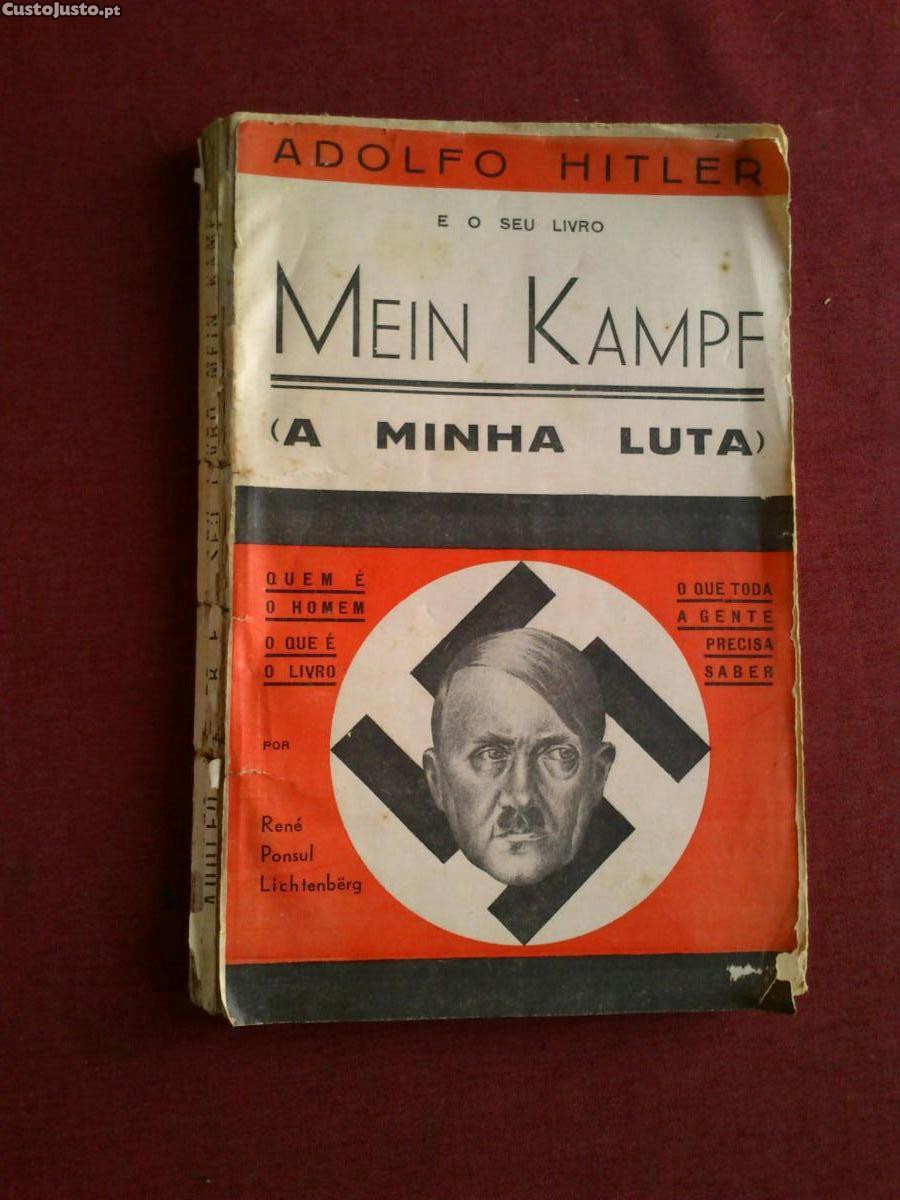 CustoJusto.pt
ADOLFO HITLER
E O SEU LIVRO
MEIN KAMPF
(A MINHA LUTA)
QUEM É
O HOMEM
O QUE É
O LIVRO
O QUE TODA
A GENTE
PRECISA
SABER
POR
René
Ponsul
Lichtenbërg